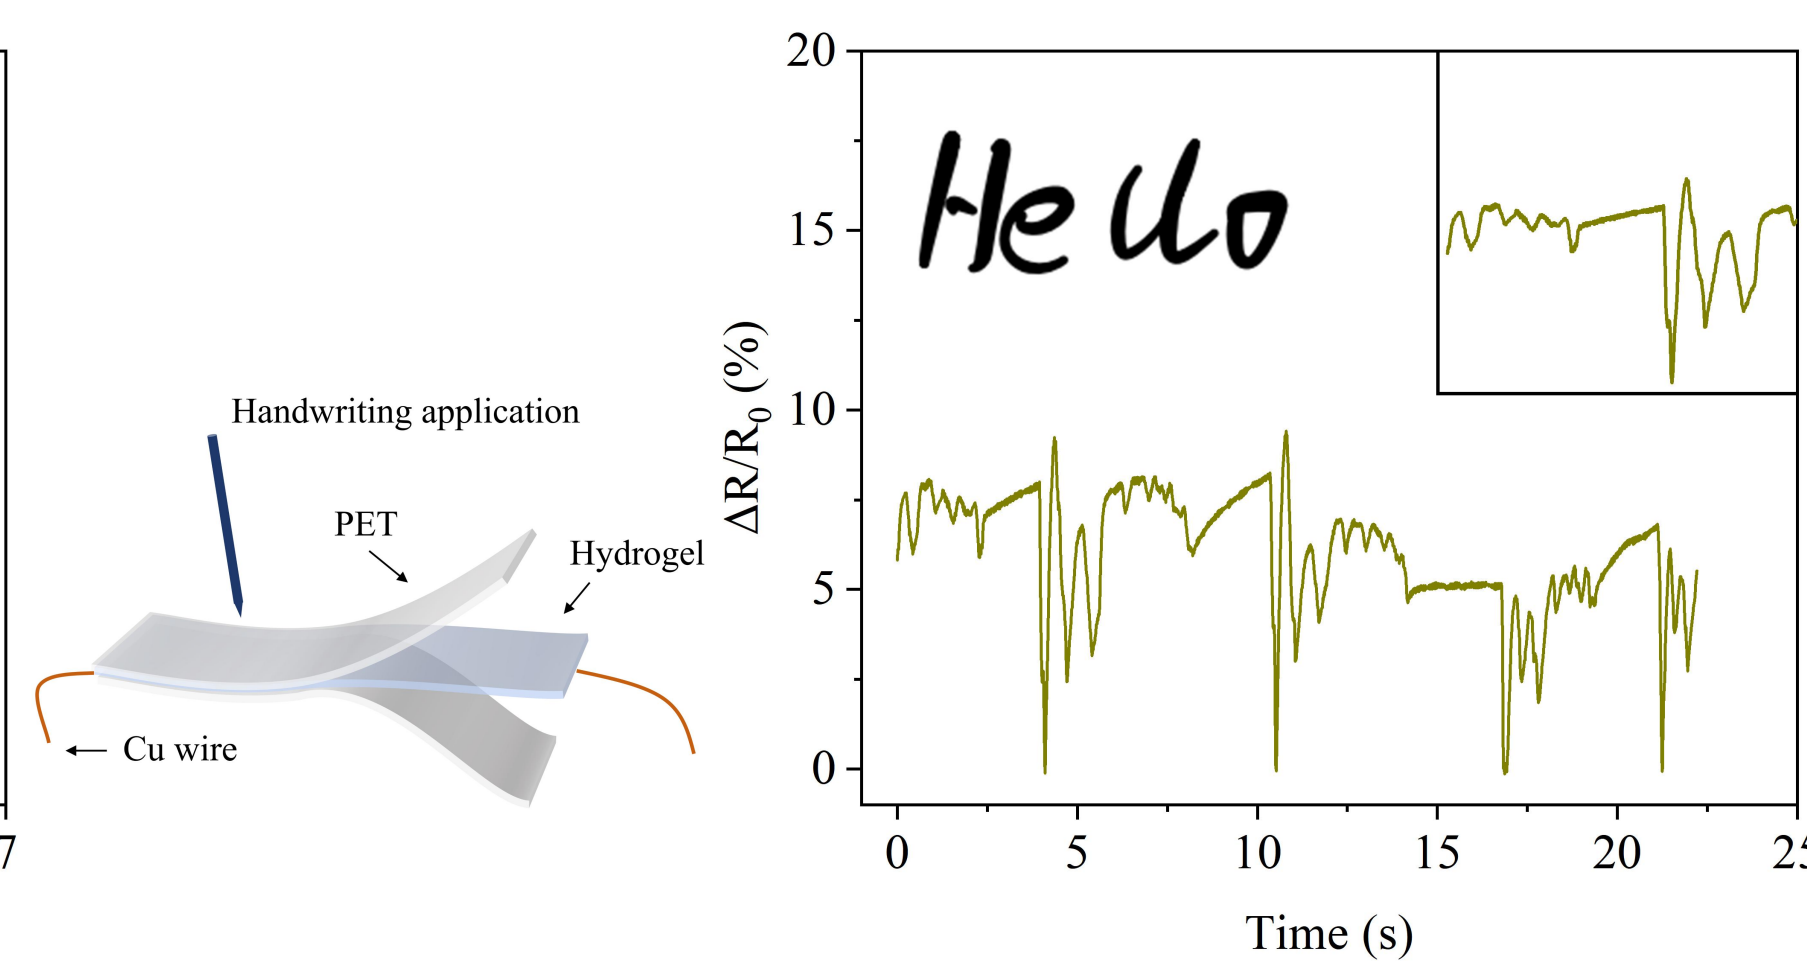 7
Handwriting application
PET
Hydrogel
Cu wire
ΔR/R₀ (%)
20
15
10
5
0
Hello
0 5 10 15 20 25
Time (s)